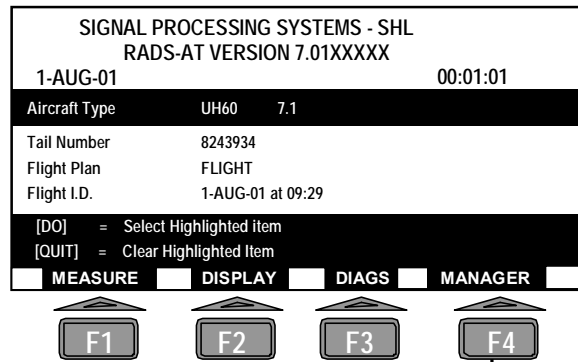 SIGNAL PROCESSING SYSTEMS - SHL
RADS-AT VERSION 7.01XXXXX
1-AUG-01 00:01:01
Aircraft Type UH60 7.1
Tail Number 8243934
Flight Plan FLIGHT
Flight I.D. 1-AUG-01 at 09:29
[DO] = Select Highlighted item
[QUIT] = Clear Highlighted Item
MEASURE DISPLAY DIAGS MANAGER
F1 F2 F3 F4